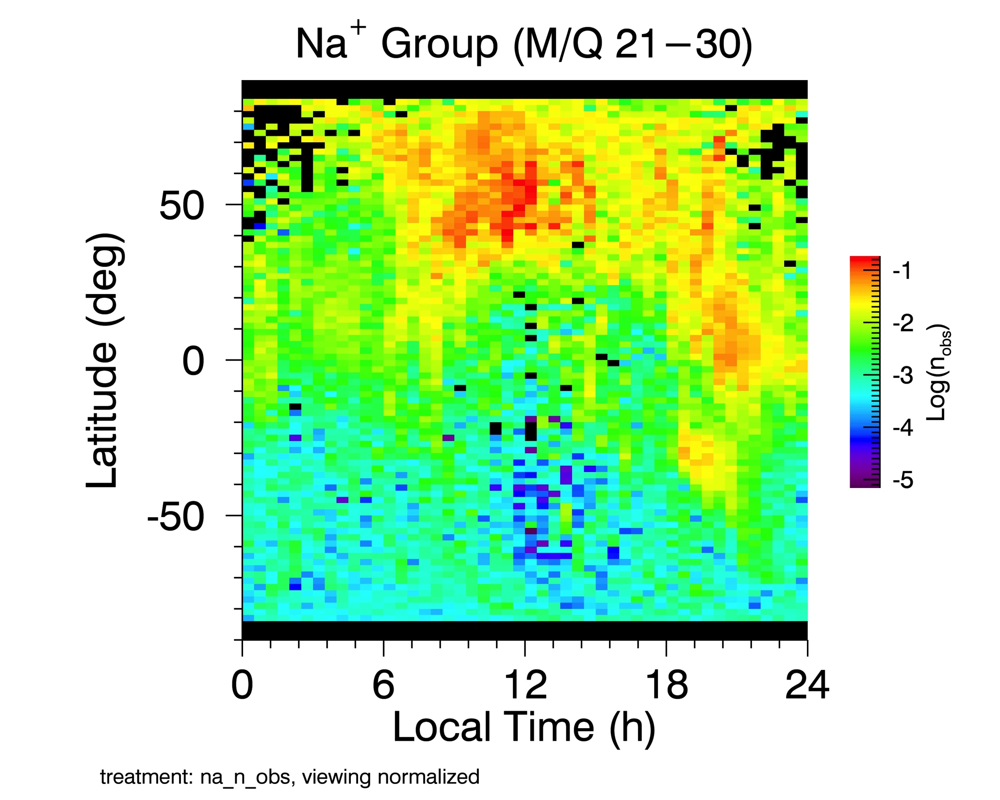 Na⁺ Group (M/Q 21−30)
Latitude (deg)
50
0
-50
0 6 12 18 24
Local Time (h)
-1
-2
-3
-4
-5
Log(n_obs)
treatment: na_n_obs, viewing normalized